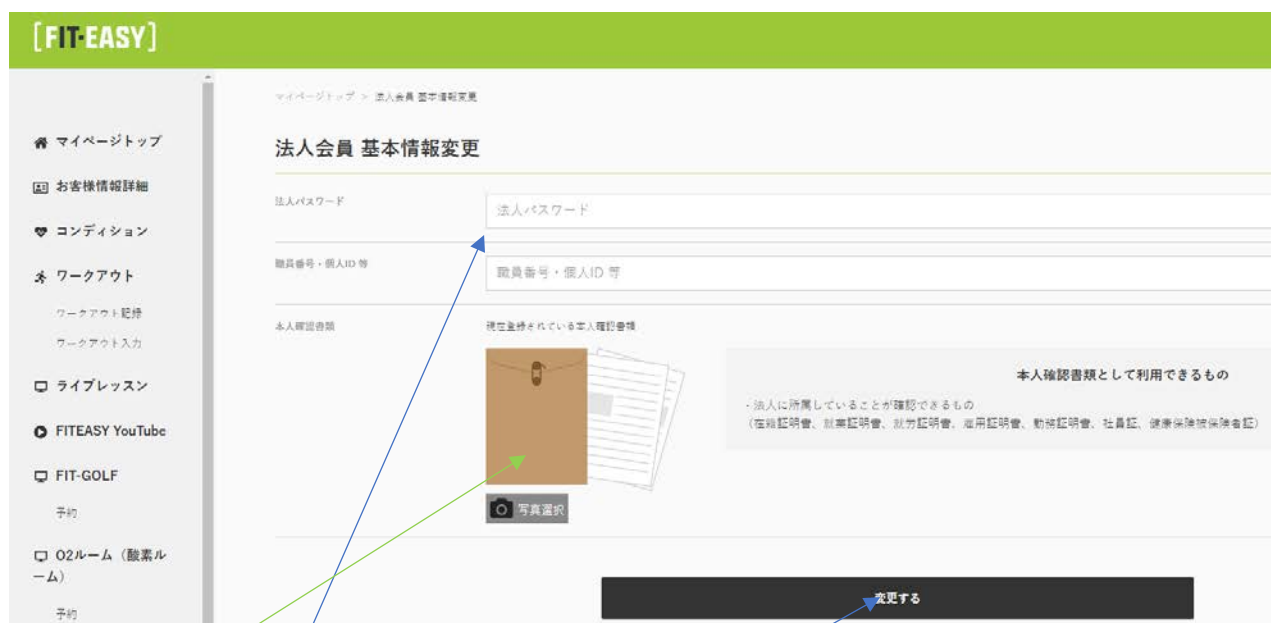 [FIT-EASY]
マイページトップ
お客様情報詳細
コンディション
ワークアウト
ワークアウト記録
ワークアウト入力
ライブレッスン
FITEASY YouTube
FIT-GOLF
予約
O2ルーム（酸素ル
ーム）
予約
マイページトップ > 法人会員 基本情報変更
法人会員 基本情報変更
法人パスワード
法人パスワード
職員番号・個人ID 等
職員番号・個人ID 等
本人確認書類
現在登録されている本人確認書類
写真選択
本人確認書類として利用できるもの
・法人に所属していることが確認できるもの
（在籍証明書、就業証明書、就労証明書、雇用証明書、勤務証明書、社員証、健康保険被保険者証）
変更する